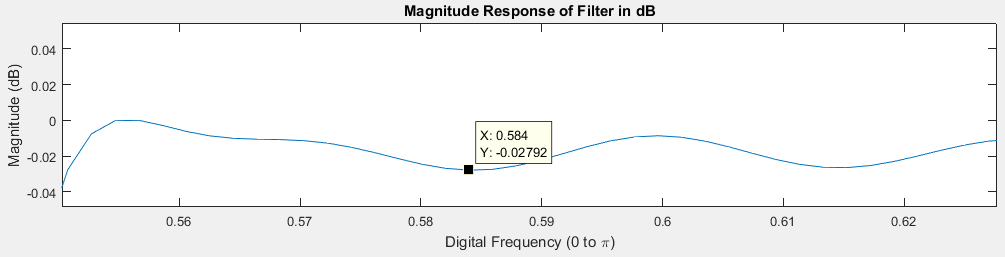 Magnitude Response of Filter in dB
Magnitude (dB)
0.04
0.02
0
-0.02
-0.04
X: 0.584
Y: -0.02792
0.56
0.57
0.58
0.59
0.6
0.61
0.62
Digital Frequency (0 to π)